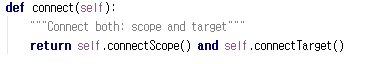 def connect(self):
    """Connect both: scope and target"""
    return self.connectScope() and self.connectTarget()